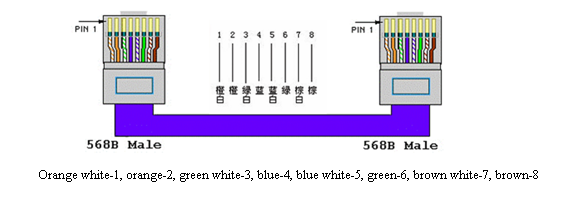 PIN 1
1 2 3 4 5 6 7 8
橙白 橙 绿白 蓝 蓝白 绿 棕白 棕
PIN 1
568B Male
568B Male
Orange white-1, orange-2, green white-3, blue-4, blue white-5, green-6, brown white-7, brown-8